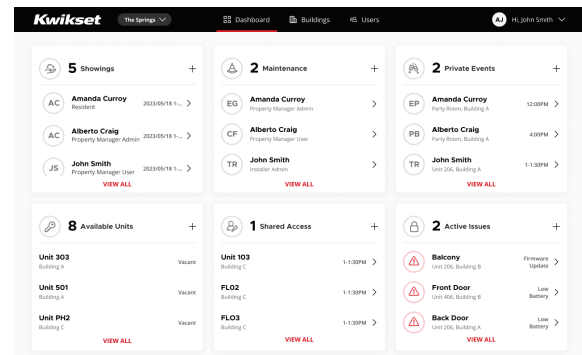 Kwikset The Springs Dashboard Buildings Users AJ Hi, John Smith
5 Showings +
AC Amanda Curroy 2023/05/18 1-...
Resident
AC Alberto Craig 2023/05/18 1-...
Property Manager Admin
JS John Smith 2023/05/18 1-...
Property Manager User
VIEW ALL
2 Maintenance +
EG Amanda Curroy
Property Manager Admin
CF Alberto Craig
Property Manager User
TR John Smith
Installer Admin
VIEW ALL
2 Private Events +
EP Amanda Curroy 12:00PM
Party Room, Building A
PB Alberto Craig 4:00PM
Party Room, Building A
TR John Smith 1-1:30PM
Unit 206, Building A
VIEW ALL
8 Available Units +
Unit 303 Vacant
Building A
Unit 501 Vacant
Building A
Unit PH2 Vacant
Building C
VIEW ALL
1 Shared Access +
Unit 103 1-1:30PM
Building C
FL02 1-1:30PM
Building C
FLO3 1-1:30PM
Building C
VIEW ALL
2 Active Issues +
Balcony Firmware
Unit 206, Building B Update
Front Door Low
Unit 406, Building B Battery
Back Door Low
Unit 206, Building A Battery
VIEW ALL